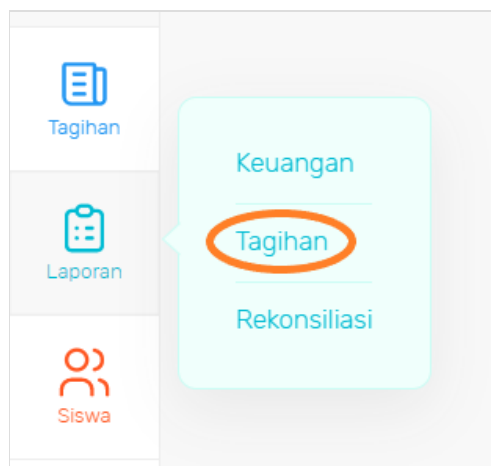 Tagihan
Laporan
Siswa
Keuangan
Tagihan
Rekonsiliasi